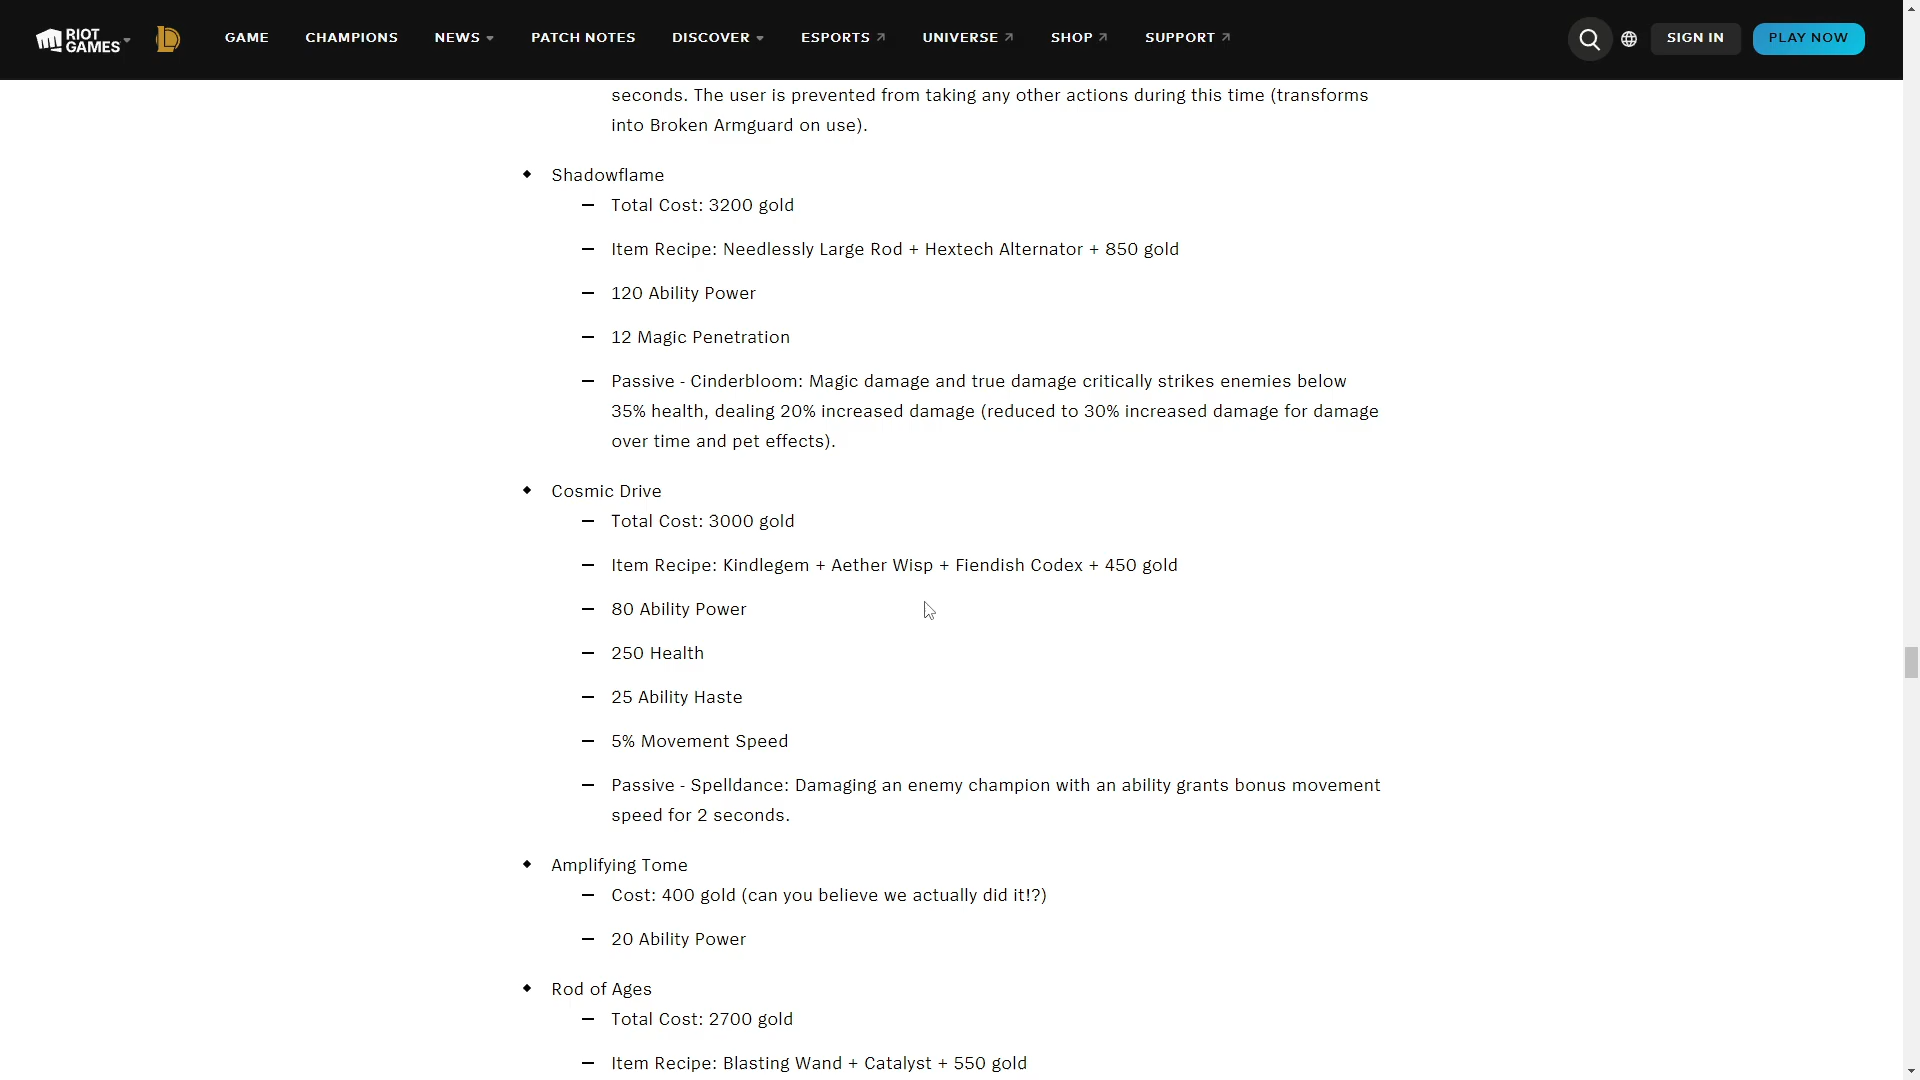 RIOT GAMES
GAME
CHAMPIONS
NEWS
PATCH NOTES
DISCOVER
ESPORTS
UNIVERSE
SHOP
SUPPORT
SIGN IN
PLAY NOW
seconds. The user is prevented from taking any other actions during this time (transforms
into Broken Armguard on use).
Shadowflame
Total Cost: 3200 gold
Item Recipe: Needlessly Large Rod + Hextech Alternator + 850 gold
120 Ability Power
12 Magic Penetration
Passive - Cinderbloom: Magic damage and true damage critically strikes enemies below
35% health, dealing 20% increased damage (reduced to 30% increased damage for damage
over time and pet effects).
Cosmic Drive
Total Cost: 3000 gold
Item Recipe: Kindlegem + Aether Wisp + Fiendish Codex + 450 gold
80 Ability Power
250 Health
25 Ability Haste
5% Movement Speed
Passive - Spelldance: Damaging an enemy champion with an ability grants bonus movement
speed for 2 seconds.
Amplifying Tome
Cost: 400 gold (can you believe we actually did it!?)
20 Ability Power
Rod of Ages
Total Cost: 2700 gold
Item Recipe: Blasting Wand + Catalyst + 550 gold